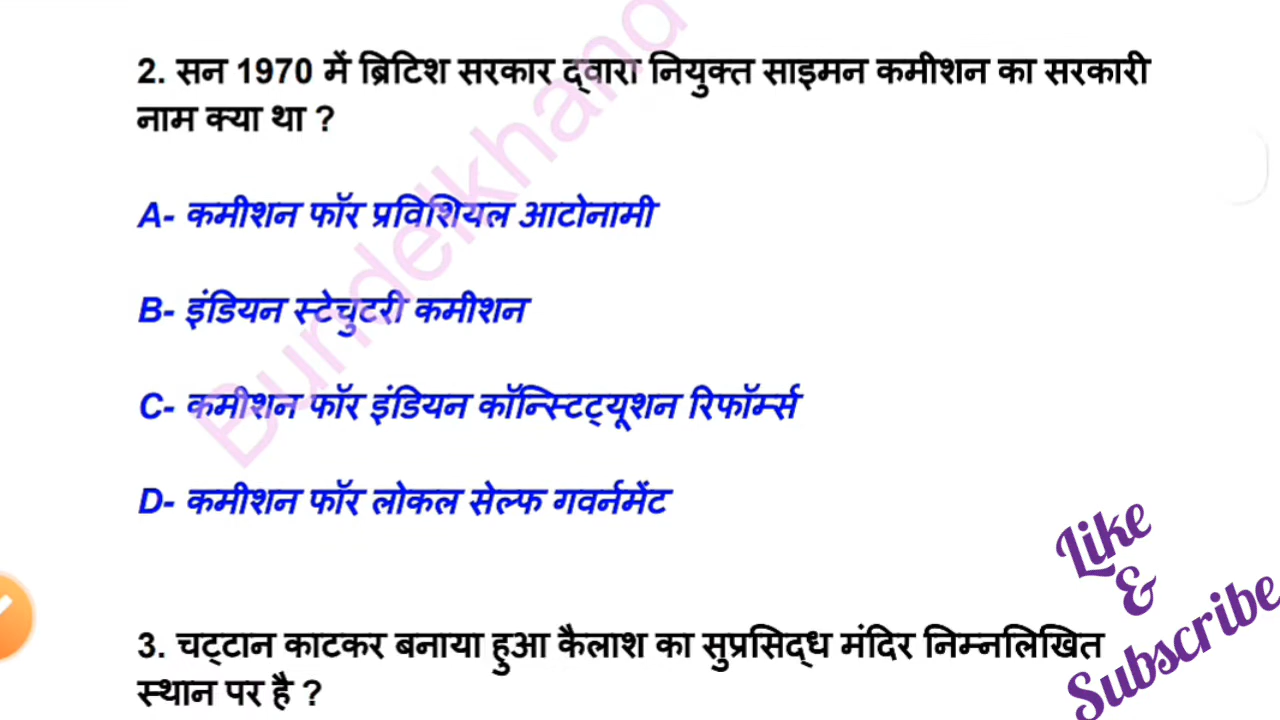 2. सन 1970 में ब्रिटिश सरकार द्वारा नियुक्त साइमन कमीशन का सरकारी
नाम क्या था ?
A- कमीशन फॉर प्रविशियल आटोनामी
B- इंडियन स्टेचुटरी कमीशन
C- कमीशन फॉर इंडियन कॉन्स्टिट्यूशन रिफॉर्म्स
D- कमीशन फॉर लोकल सेल्फ गवर्नमेंट
3. चट्टान काटकर बनाया हुआ कैलाश का सुप्रसिद्ध मंदिर निम्नलिखित
स्थान पर है ?
Bundelkhand
Like
&
Subscribe